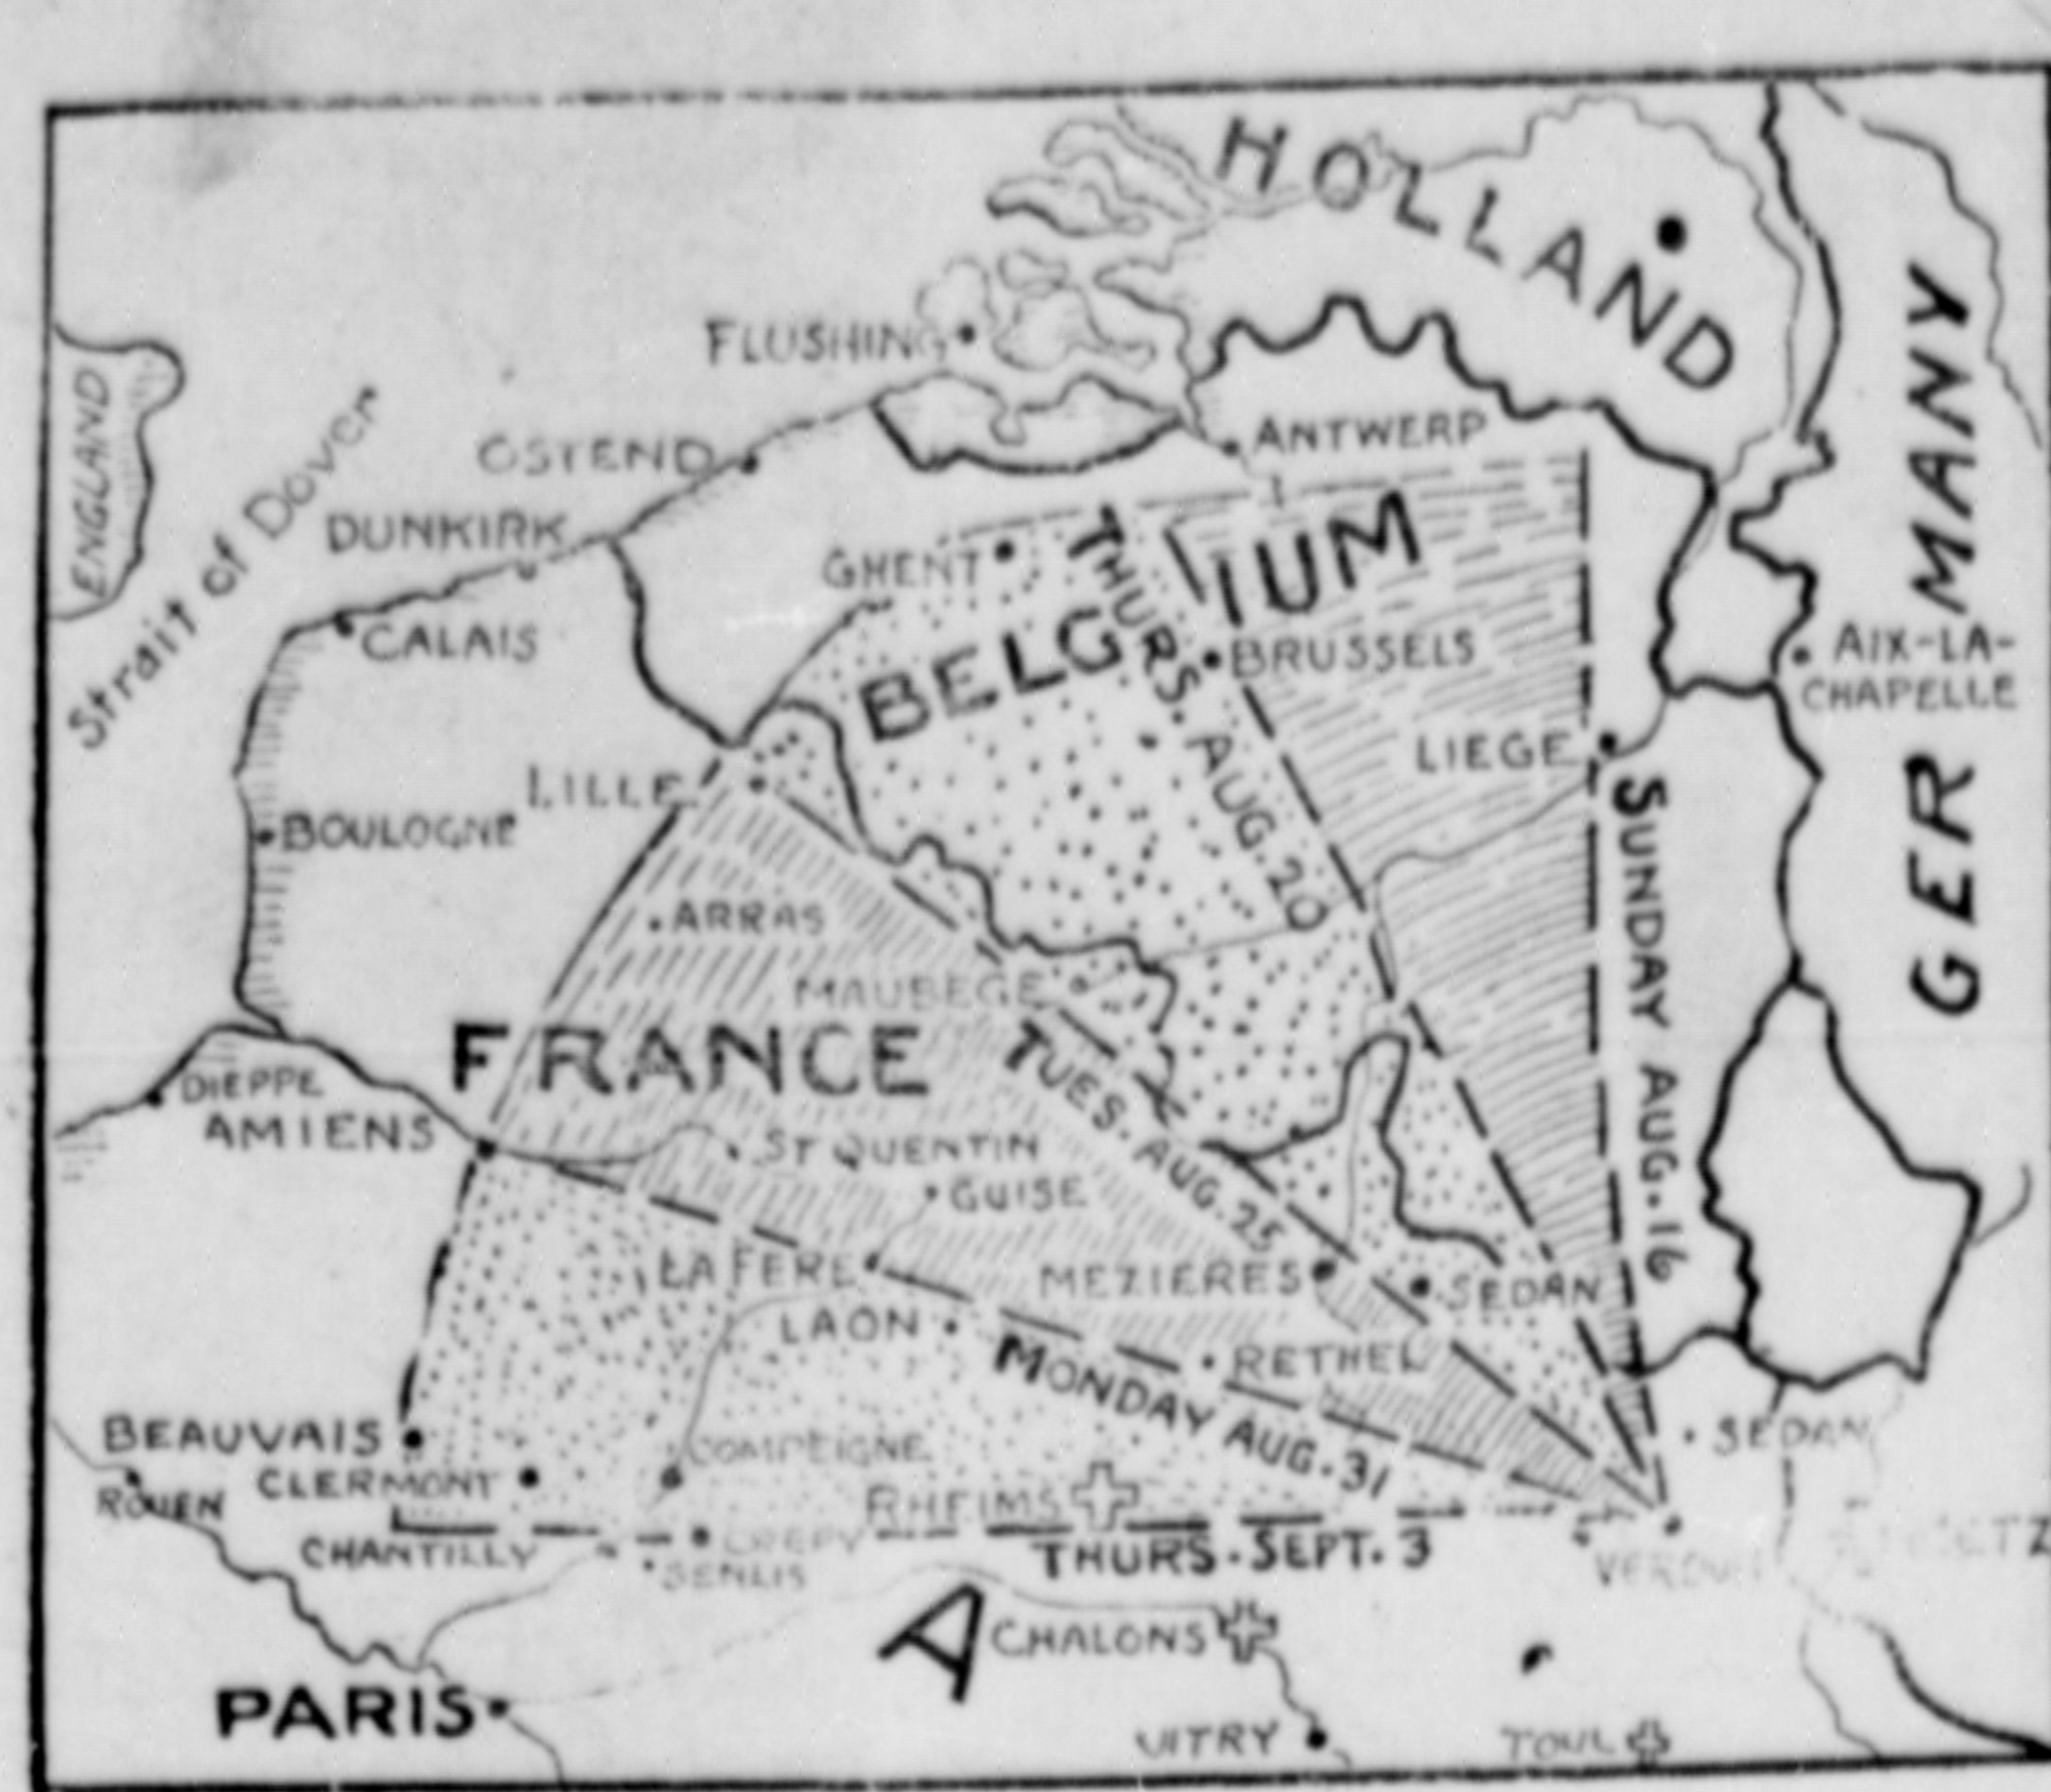 HOLLAND
GERMANY
ENGLAND
Strait of Dover
FLUSHING
OSTEND
ANTWERP
DUNKIRK
GHENT
BELGIUM
THURS. AUG. 20
CALAIS
BRUSSELS
AIX-LA-
CHAPELLE
LIEGE
LILLE
BOULOGNE
SUNDAY AUG. 16
ARRAS
MAUBEGE
FRANCE
TUES. AUG. 25
DIEPPE
AMIENS
ST QUENTIN
GUISE
LA FERE
MEZIERES
SEDAN
LAON
RETHEL
MONDAY AUG. 31
BEAUVAIS
COMPEIGNE
SEDAN
CLERMONT
ROUEN
RHEIMS
CHANTILLY
CREPY
THURS. SEPT. 3
SENLIS
A
CHALONS
PARIS
VITRY
TOUL